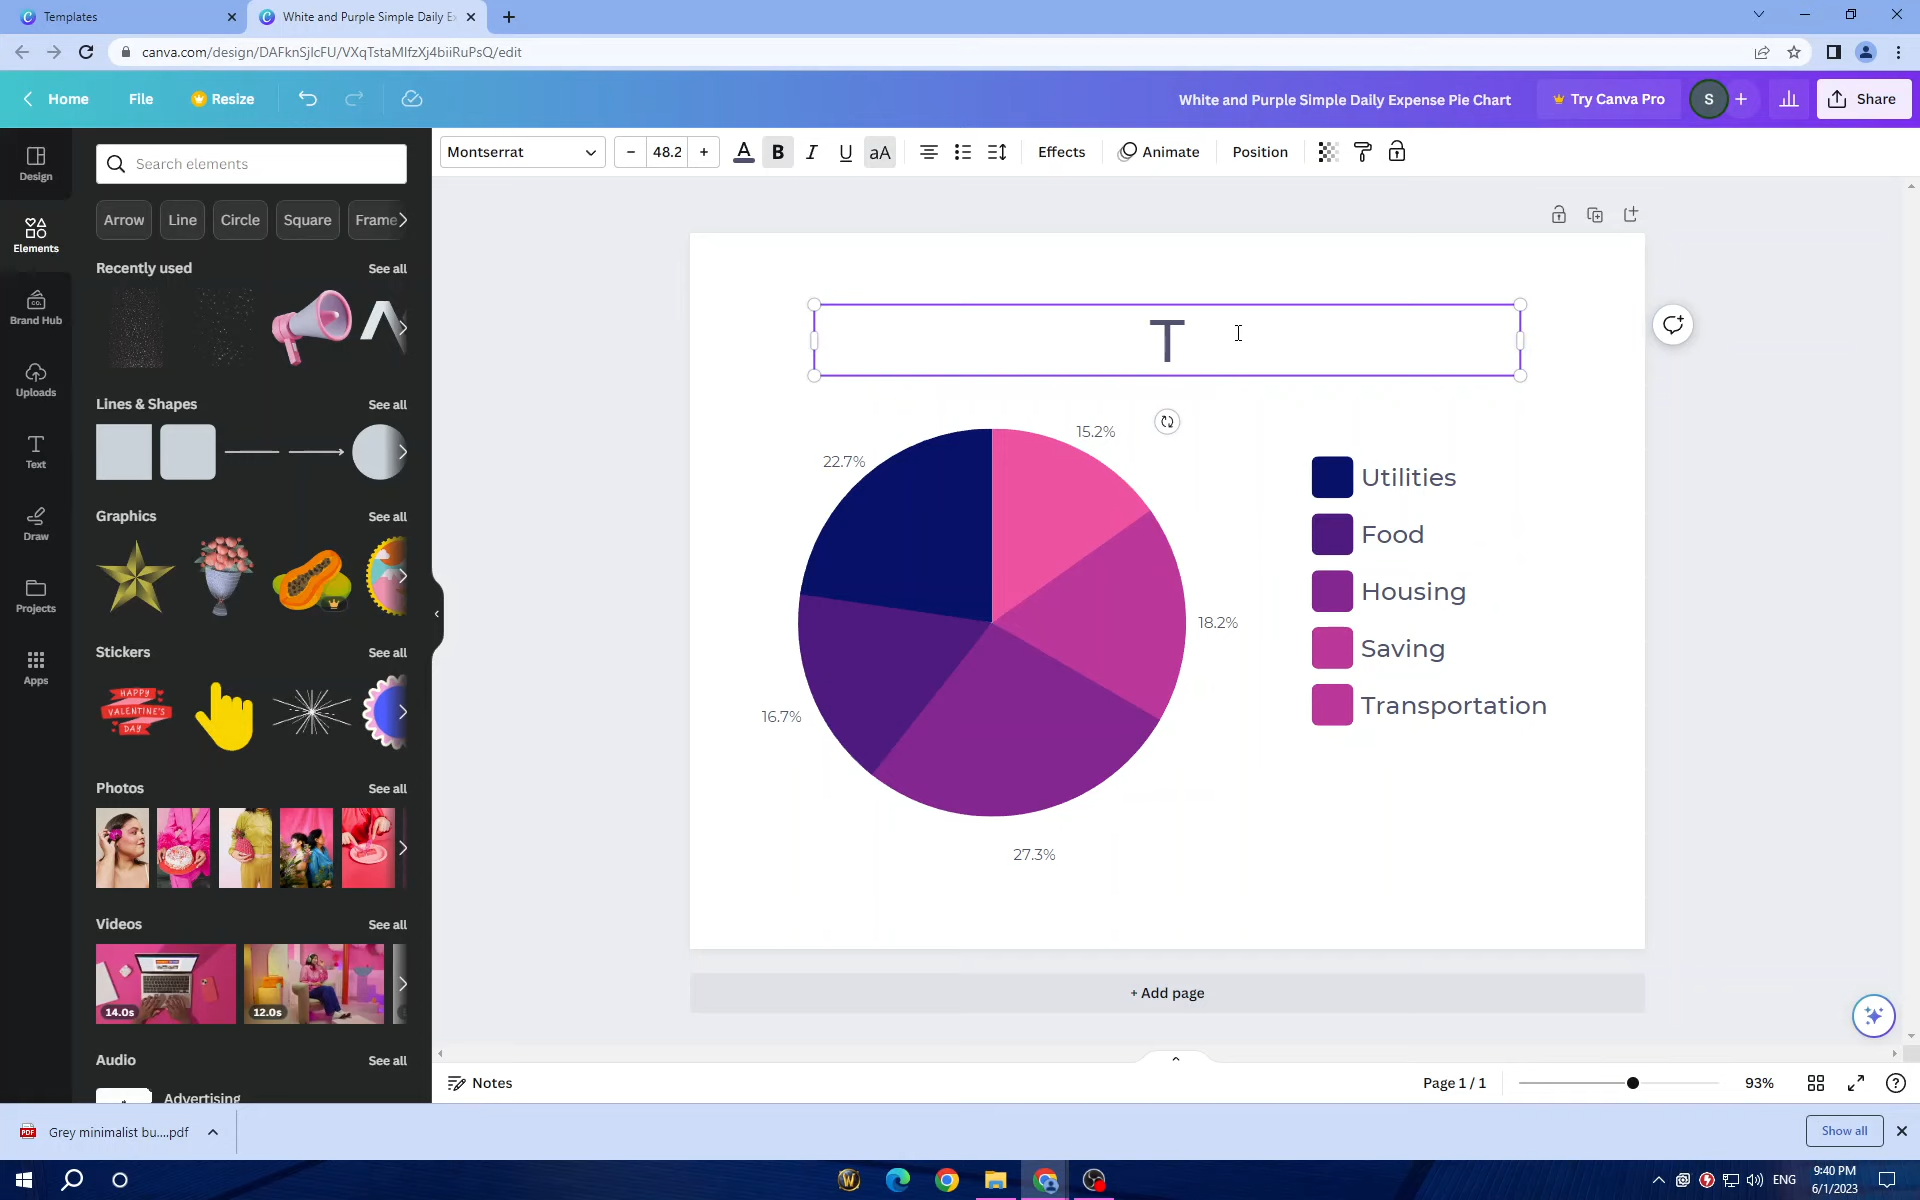 Templates
White and Purple Simple Daily Ex
canva.com/design/DAFknSjlcFU/VXqTstaMIfzXj4biiRuPsQ/edit
Home
File
Resize
White and Purple Simple Daily Expense Pie Chart
Try Canva Pro
S
Share
Design
Elements
Brand Hub
Uploads
Text
Draw
Projects
Apps
Search elements
Arrow
Line
Circle
Square
Frame
Recently used
See all
Lines & Shapes
See all
Graphics
See all
Stickers
See all
HAPPY
VALENTINE'S
DAY
Photos
See all
Videos
See all
14.0s
12.0s
Audio
See all
Advertising
Montserrat
48.2
A
B
I
U
aA
Effects
Animate
Position
T
15.2%
22.7%
18.2%
16.7%
27.3%
Utilities
Food
Housing
Saving
Transportation
+ Add page
Notes
Page 1 / 1
93%
Grey minimalist bu....pdf
Show all
ENG
9:40 PM
6/1/2023